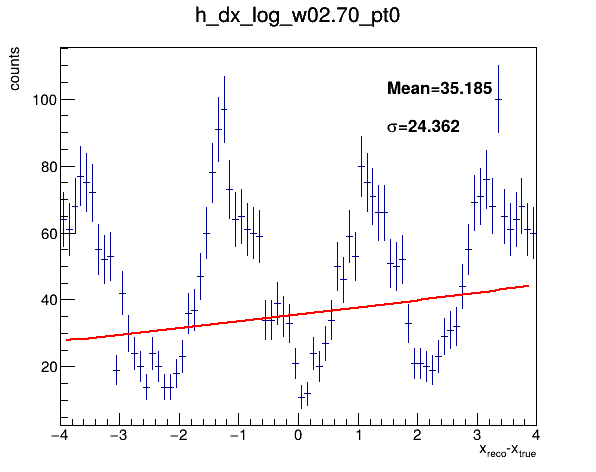 h_dx_log_w02.70_pt0
counts
Mean=35.185
σ=24.362
100
80
60
40
20
−4 −3 −2 −1 0 1 2 3 4
x_reco-x_true